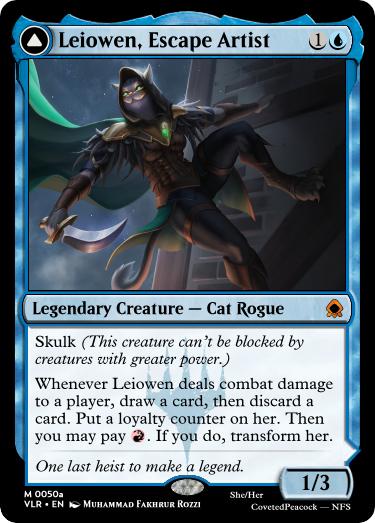 Leiowen, Escape Artist 1
Legendary Creature — Cat Rogue
Skulk (This creature can't be blocked by
creatures with greater power.)
Whenever Leiowen deals combat damage
to a player, draw a card, then discard a
card. Put a loyalty counter on her. Then
you may pay . If you do, transform her.
One last heist to make a legend.
1/3
M 0050a
VLR • EN MUHAMMAD FAKHRUR ROZZI
She/Her
CovetedPeacock — NFS